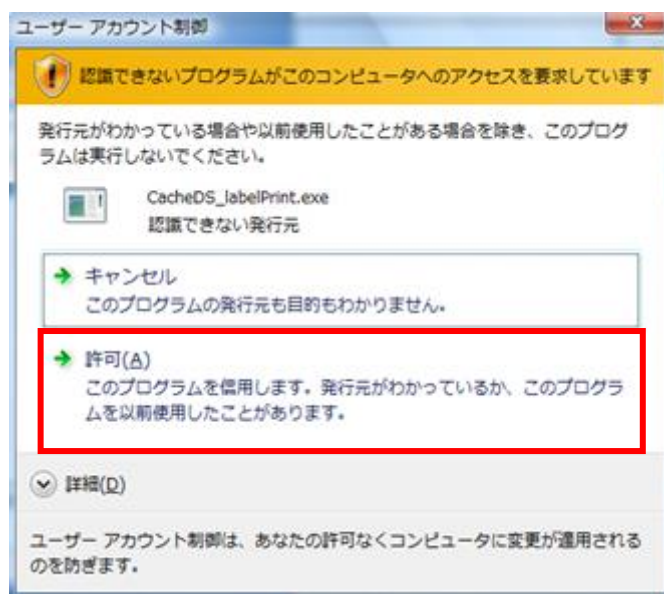 ユーザー アカウント制御
認識できないプログラムがこのコンピュータへのアクセスを要求しています
発行元がわかっている場合や以前使用したことがある場合を除き、このプログ
ラムは実行しないでください。
CacheDS_labelPrint.exe
認識できない発行元
キャンセル
このプログラムの発行元も目的もわかりません。
許可(A)
このプログラムを信用します。発行元がわかっているか、このプログラ
ムを以前使用したことがあります。
詳細(D)
ユーザー アカウント制御は、あなたの許可なくコンピュータに変更が適用される
のを防ぎます。